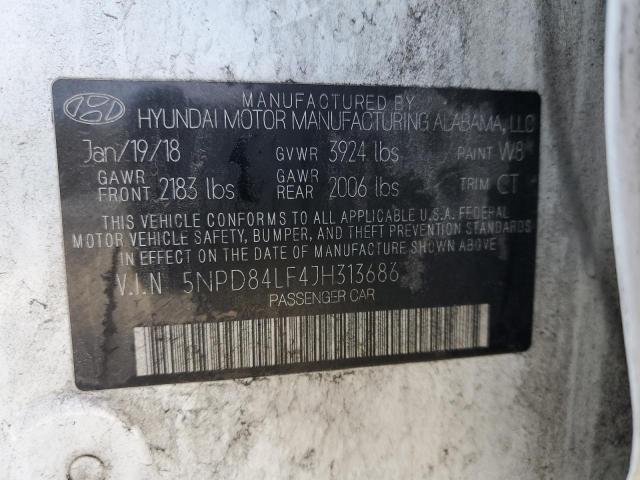 MANUFACTURED BY
HYUNDAI MOTOR MANUFACTURING ALABAMA, LLC
Jan/19/18 GVWR 3924 lbs PAINT W8
GAWR FRONT 2183 lbs GAWR REAR 2006 lbs TRIM CT
THIS VEHICLE CONFORMS TO ALL APPLICABLE U.S.A. FEDERAL
MOTOR VEHICLE SAFETY, BUMPER, AND THEFT PREVENTION STANDARDS
IN EFFECT ON THE DATE OF MANUFACTURE SHOWN ABOVE.
V.I.N 5NPD84LF4JH313686
PASSENGER CAR